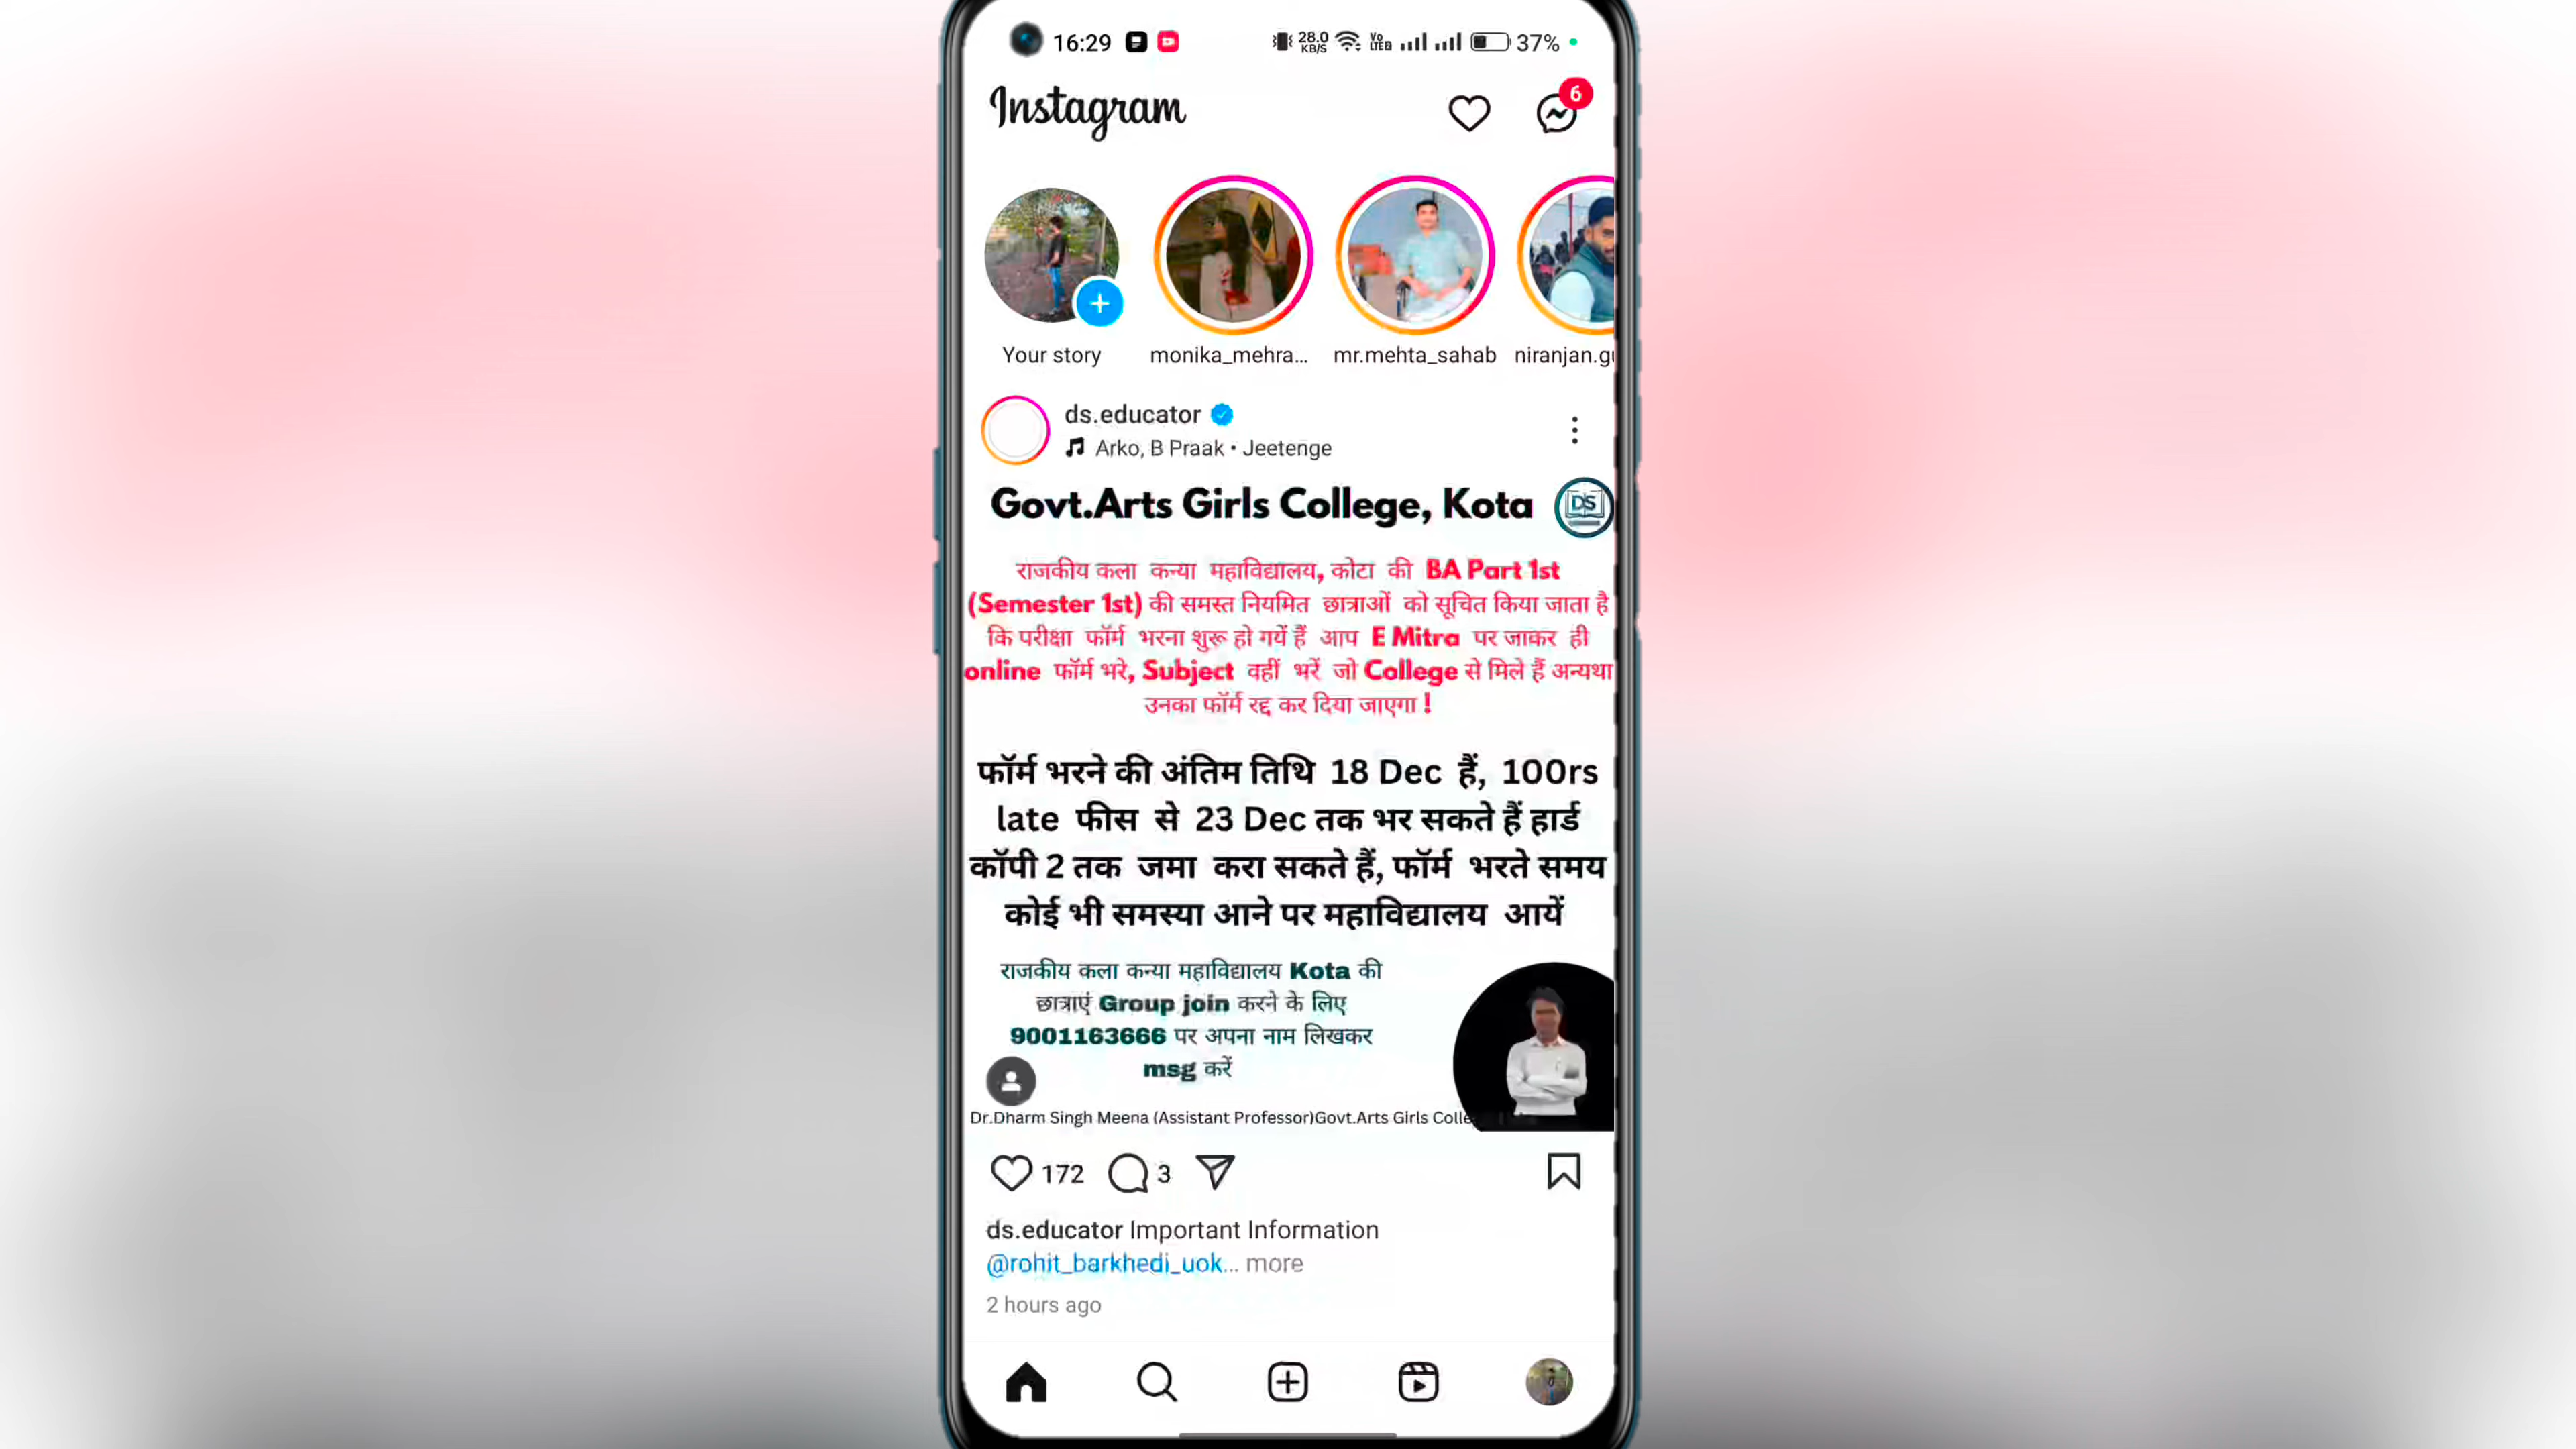 16:29 28.0 KB/S Vo LTE2 37%
Instagram 6
Your story monika_mehra... mr.mehta_sahab niranjan.gu
ds.educator
Arko, B Praak • Jeetenge
Govt.Arts Girls College, Kota DS
राजकीय कला कन्या महाविद्यालय, कोटा की BA Part 1st
(Semester 1st) की समस्त नियमित छात्राओं को सूचित किया जाता है
कि परीक्षा फॉर्म भरना शुरू हो गयें हैं आप E Mitra पर जाकर ही
online फॉर्म भरे, Subject वहीं भरें जो College से मिले हैं अन्यथा
उनका फॉर्म रद्द कर दिया जाएगा !
फॉर्म भरने की अंतिम तिथि 18 Dec हैं, 100rs
late फीस से 23 Dec तक भर सकते हैं हार्ड
कॉपी 2 तक जमा करा सकते हैं, फॉर्म भरते समय
कोई भी समस्या आने पर महाविद्यालय आयें
राजकीय कला कन्या महाविद्यालय Kota की
छात्राएं Group join करने के लिए
9001163666 पर अपना नाम लिखकर
msg करें
Dr.Dharm Singh Meena (Assistant Professor)Govt.Arts Girls Colle
172 3
ds.educator Important Information
@rohit_barkhedi_uok... more
2 hours ago